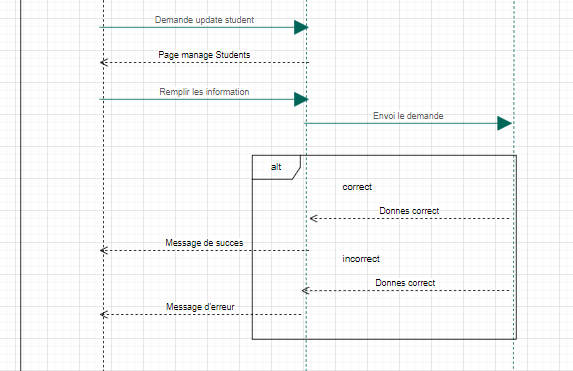 Demande update student
Page manage Students
Remplir les information
Envoi le demande
alt
correct
Donnes correct
Message de succes
incorrect
Donnes correct
Message d'erreur